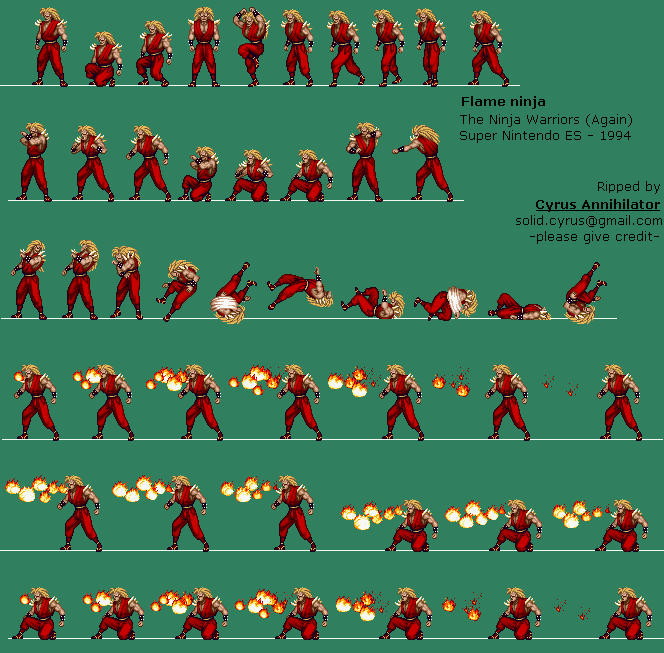 Flame ninja
The Ninja Warriors (Again)
Super Nintendo ES - 1994
Ripped by
Cyrus Annihilator
solid.cyrus@gmail.com
-please give credit-